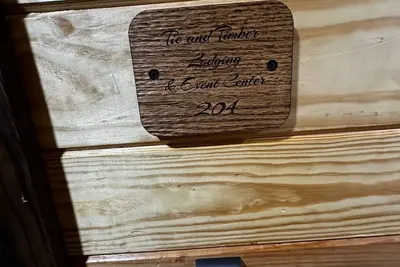 Tie and Timber
Lodging
& Event Center
204